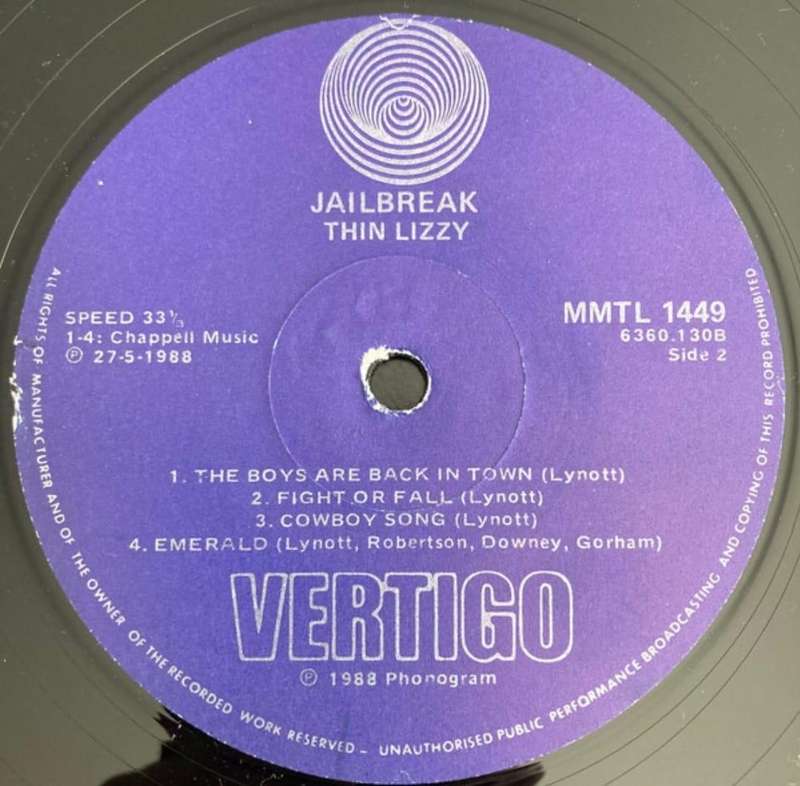 JAILBREAK
THIN LIZZY
SPEED 33⅓
1-4: Chappell Music
Ⓟ 27-5-1988
MMTL 1449
6360.130B
Side 2
1. THE BOYS ARE BACK IN TOWN (Lynott)
2. FIGHT OR FALL (Lynott)
3. COWBOY SONG (Lynott)
4. EMERALD (Lynott, Robertson, Downey, Gorham)
VERTIGO
Ⓟ 1988 Phonogram
ALL RIGHTS OF MANUFACTURER AND OF THE OWNER OF THE RECORDED WORK RESERVED – UNAUTHORISED PUBLIC PERFORMANCE BROADCASTING AND COPYING OF THIS RECORD PROHIBITED